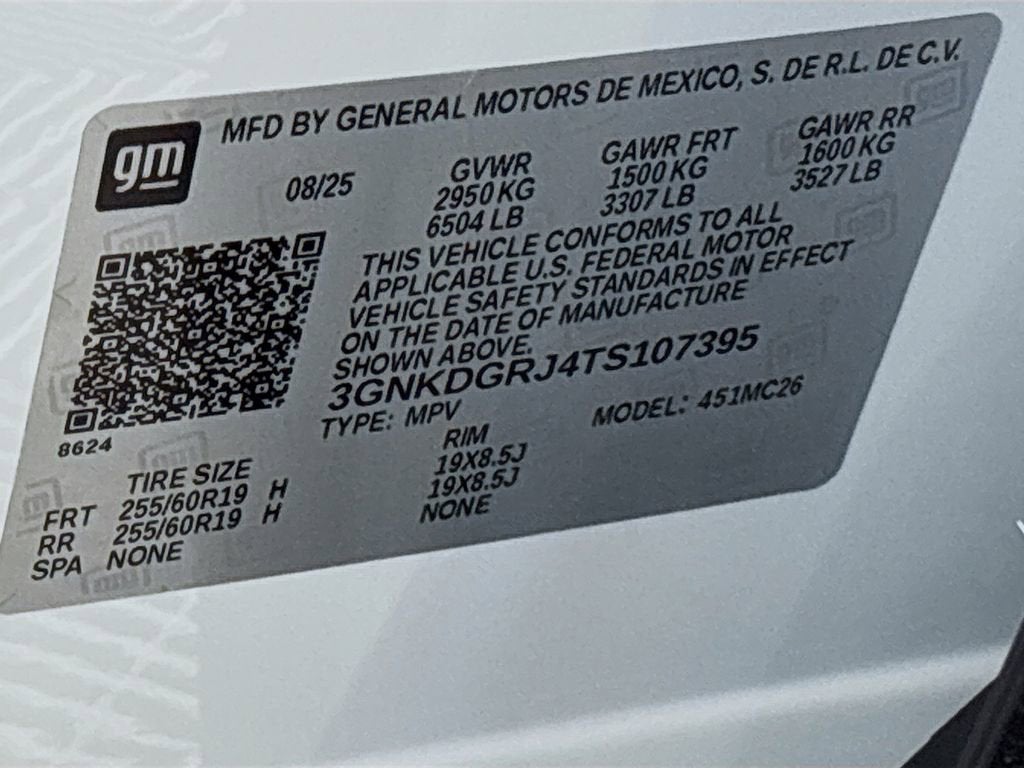 gm
MFD BY GENERAL MOTORS DE MEXICO, S. DE R.L. DE C.V.
08/25 GVWR GAWR FRT GAWR RR
2950 KG 1500 KG 1600 KG
6504 LB 3307 LB 3527 LB
THIS VEHICLE CONFORMS TO ALL
APPLICABLE U.S. FEDERAL MOTOR
VEHICLE SAFETY STANDARDS IN EFFECT
ON THE DATE OF MANUFACTURE
SHOWN ABOVE.
3GNKDGRJ4TS107395
TYPE: MPV MODEL: 451MC26
8624
TIRE SIZE RIM
FRT 255/60R19 H 19X8.5J
RR 255/60R19 H 19X8.5J
SPA NONE NONE